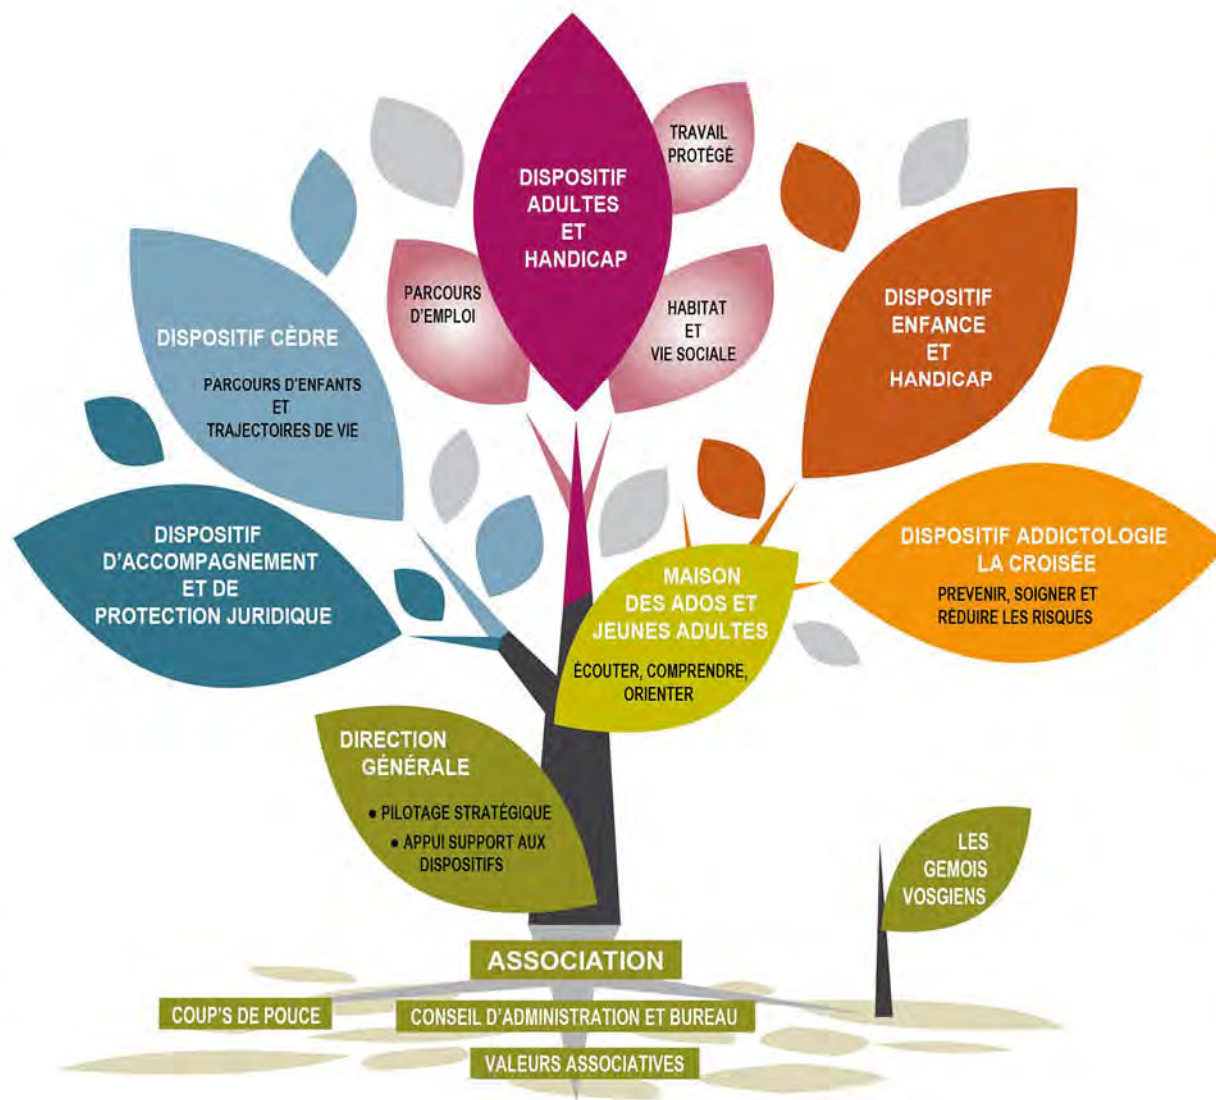 TRAVAIL
PROTÉGÉ
DISPOSITIF
ADULTES
ET
HANDICAP
PARCOURS
D'EMPLOI
HABITAT
ET
VIE SOCIALE
DISPOSITIF
ENFANCE
ET
HANDICAP
DISPOSITIF CÈDRE
PARCOURS D'ENFANTS
ET
TRAJECTOIRES DE VIE
DISPOSITIF
D'ACCOMPAGNEMENT
ET DE
PROTECTION JURIDIQUE
DISPOSITIF ADDICTOLOGIE
LA CROISÉE
PREVENIR, SOIGNER ET
RÉDUIRE LES RISQUES
MAISON
DES ADOS ET
JEUNES ADULTES
ÉCOUTER, COMPRENDRE,
ORIENTER
DIRECTION
GÉNÉRALE
● PILOTAGE STRATÉGIQUE
● APPUI SUPPORT AUX
DISPOSITIFS
LES
GEMOIS
VOSGIENS
ASSOCIATION
COUP'S DE POUCE
CONSEIL D'ADMINISTRATION ET BUREAU
VALEURS ASSOCIATIVES